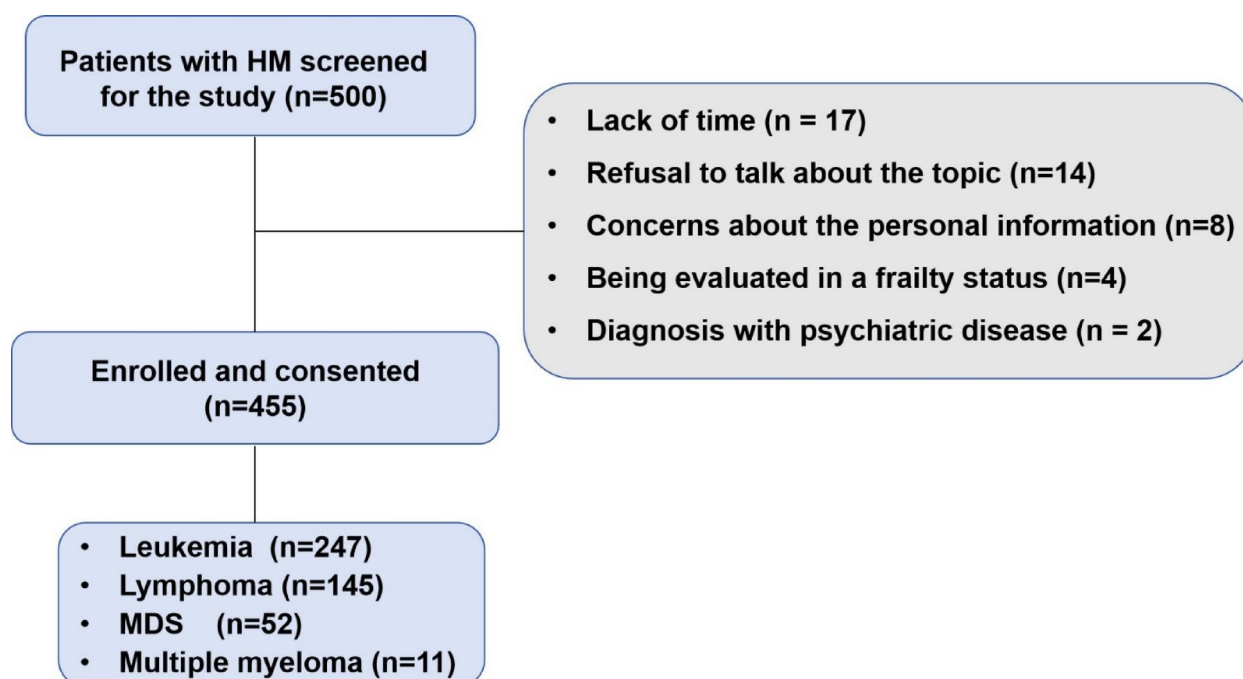 Patients with HM screened
for the study (n=500)
• Lack of time (n = 17)
• Refusal to talk about the topic (n=14)
• Concerns about the personal information (n=8)
• Being evaluated in a frailty status (n=4)
• Diagnosis with psychiatric disease (n = 2)
Enrolled and consented
(n=455)
• Leukemia (n=247)
• Lymphoma (n=145)
• MDS (n=52)
• Multiple myeloma (n=11)